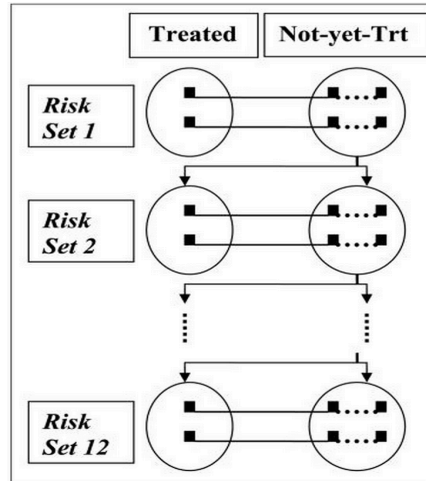 Treated
Not-yet-Trt
Risk
Set 1
Risk
Set 2
Risk
Set 12